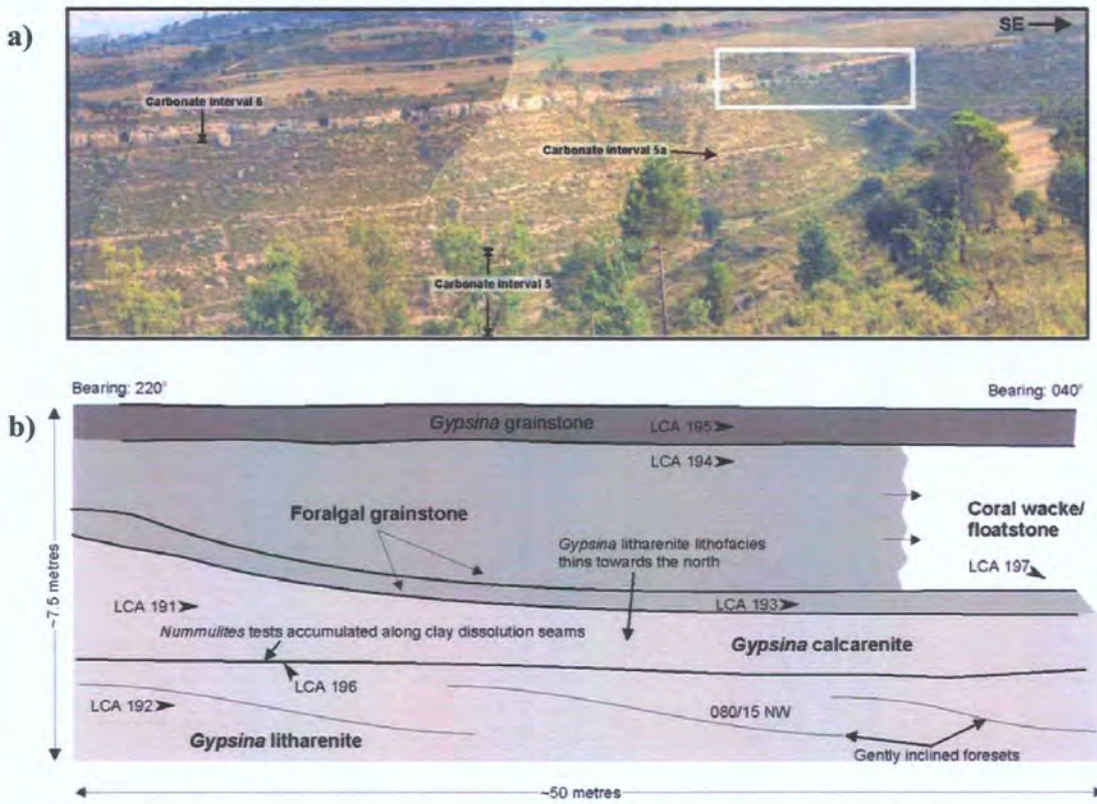 a)
SE
Carbonate interval 6
Carbonate interval 5a
Carbonate interval 5
Bearing: 220°
Bearing: 040°
b)
Gypsina grainstone
LCA 195
LCA 194
Foralgal grainstone
Coral wacke/
floatstone
Gypsina litharenite lithofacies
thins towards the north
LCA 197
LCA 191
LCA 193
Nummulites tests accumulated along clay dissolution seams
Gypsina calcarenite
LCA 196
LCA 192
080/15 NW
Gypsina litharenite
Gently inclined foresets
~7.5 metres
~50 metres